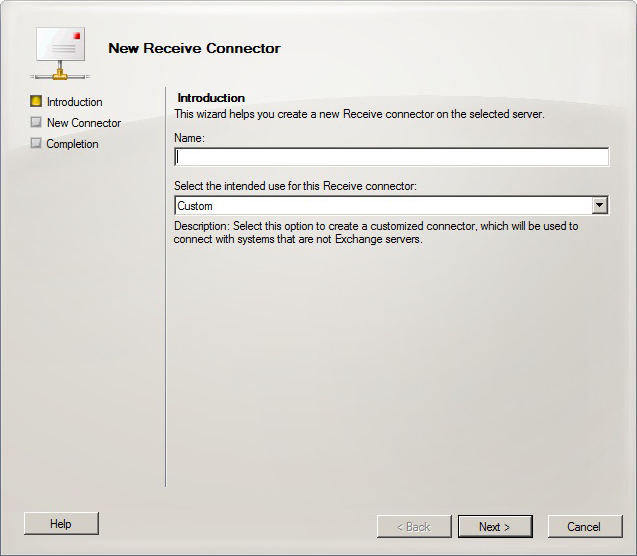 New Receive Connector
Introduction
New Connector
Completion
Introduction
This wizard helps you create a new Receive connector on the selected server.
Name:
Select the intended use for this Receive connector:
Custom
Description: Select this option to create a customized connector, which will be used to
connect with systems that are not Exchange servers.
Help
< Back
Next >
Cancel